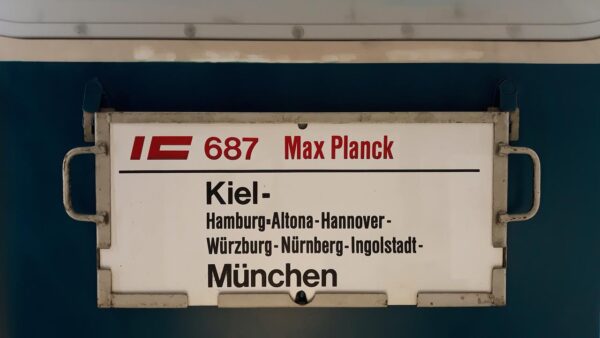 IC 687 Max Planck
Kiel-
Hamburg-Altona-Hannover-
Würzburg-Nürnberg-Ingolstadt-
München